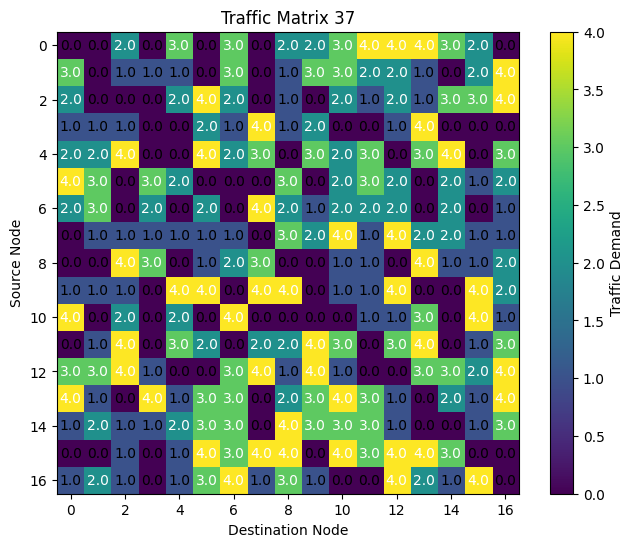 Traffic Matrix 37
0 0.0 0.0 2.0 0.0 3.0 0.0 3.0 0.0 2.0 2.0 3.0 4.0 4.0 4.0 3.0 2.0 0.0 4.0
3.0 0.0 1.0 1.0 1.0 0.0 3.0 0.0 1.0 3.0 3.0 2.0 2.0 1.0 0.0 2.0 4.0
2 2.0 0.0 0.0 0.0 2.0 4.0 2.0 0.0 1.0 0.0 2.0 1.0 2.0 1.0 3.0 3.0 4.0 3.5
1.0 1.0 1.0 0.0 0.0 2.0 1.0 4.0 1.0 2.0 0.0 0.0 1.0 4.0 0.0 0.0 0.0
4 2.0 2.0 4.0 0.0 0.0 4.0 2.0 3.0 0.0 3.0 2.0 3.0 0.0 3.0 4.0 0.0 3.0 3.0
4.0 3.0 0.0 3.0 2.0 0.0 0.0 0.0 3.0 0.0 2.0 3.0 2.0 0.0 2.0 1.0 2.0
6 2.0 3.0 0.0 2.0 0.0 2.0 0.0 4.0 2.0 1.0 2.0 2.0 2.0 0.0 2.0 0.0 1.0 2.5
0.0 1.0 1.0 1.0 1.0 1.0 1.0 0.0 3.0 2.0 4.0 1.0 4.0 2.0 2.0 1.0 1.0
8 0.0 0.0 4.0 3.0 0.0 1.0 2.0 3.0 0.0 0.0 1.0 1.0 0.0 4.0 1.0 1.0 2.0 2.0
1.0 1.0 1.0 0.0 4.0 4.0 0.0 4.0 4.0 0.0 1.0 1.0 4.0 0.0 0.0 4.0 2.0
10 4.0 0.0 2.0 0.0 2.0 0.0 4.0 0.0 0.0 0.0 0.0 1.0 1.0 3.0 0.0 4.0 1.0 1.5
0.0 1.0 4.0 0.0 3.0 2.0 0.0 2.0 2.0 4.0 3.0 0.0 3.0 4.0 0.0 1.0 3.0
12 3.0 3.0 4.0 1.0 0.0 0.0 3.0 4.0 1.0 4.0 1.0 0.0 0.0 3.0 3.0 2.0 4.0 1.0
4.0 1.0 0.0 4.0 1.0 3.0 3.0 0.0 2.0 3.0 4.0 3.0 1.0 0.0 2.0 1.0 4.0
14 1.0 2.0 1.0 1.0 2.0 3.0 3.0 0.0 4.0 3.0 3.0 3.0 1.0 0.0 0.0 1.0 3.0 0.5
0.0 0.0 1.0 0.0 1.0 4.0 3.0 4.0 4.0 0.0 4.0 3.0 4.0 4.0 3.0 0.0 0.0
16 1.0 2.0 1.0 0.0 1.0 3.0 4.0 1.0 3.0 1.0 0.0 0.0 4.0 2.0 1.0 4.0 0.0 0.0
0 2 4 6 8 10 12 14 16
Destination Node
Source Node
Traffic Demand